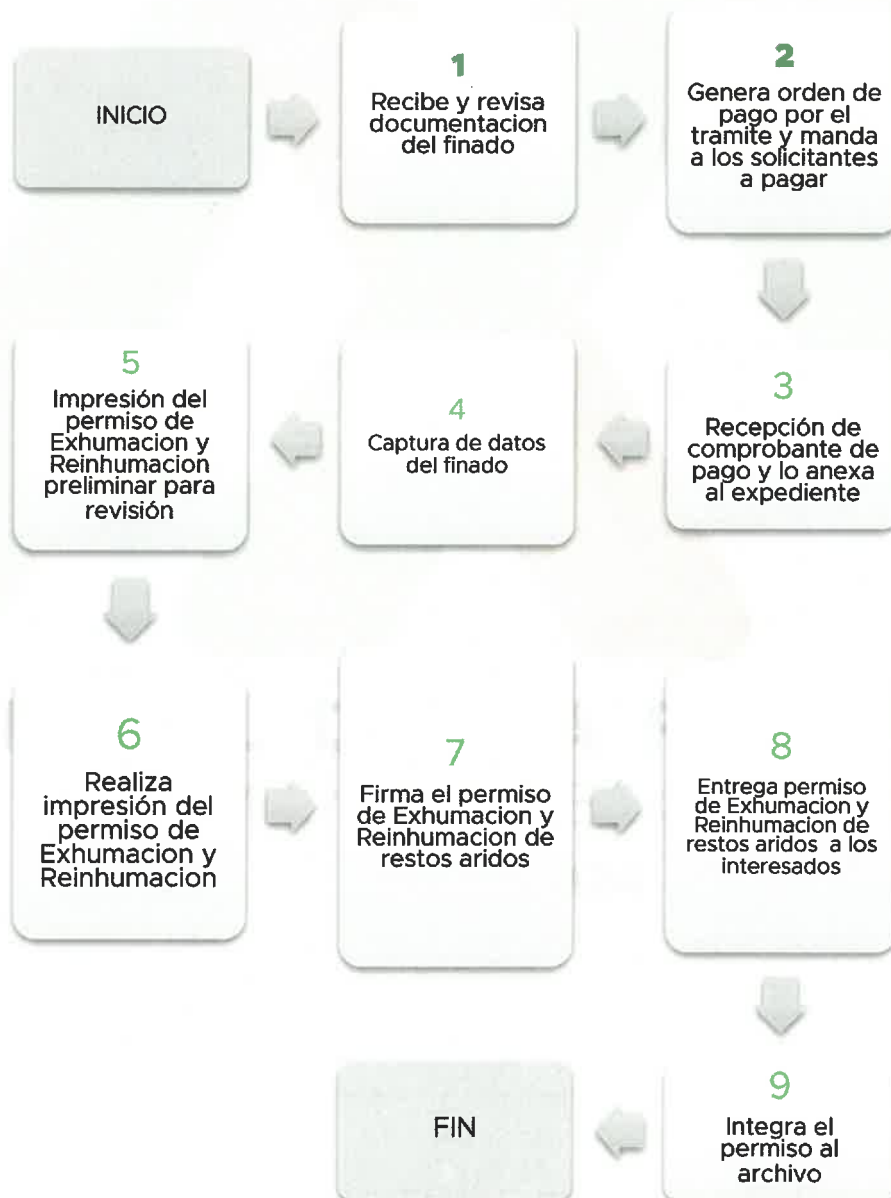 INICIO
1
Recibe y revisa
documentacion
del finado
2
Genera orden de
pago por el
tramite y manda
a los solicitantes
a pagar
3
Recepción de
comprobante de
pago y lo anexa
al expediente
4
Captura de datos
del finado
5
Impresión del
permiso de
Exhumacion y
Reinhumacion
preliminar para
revisión
6
Realiza
impresión del
permiso de
Exhumacion y
Reinhumacion
7
Firma el permiso
de Exhumacion y
Reinhumacion de
restos aridos
8
Entrega permiso
de Exhumacion y
Reinhumacion de
restos aridos a los
interesados
9
Integra el
permiso al
archivo
FIN